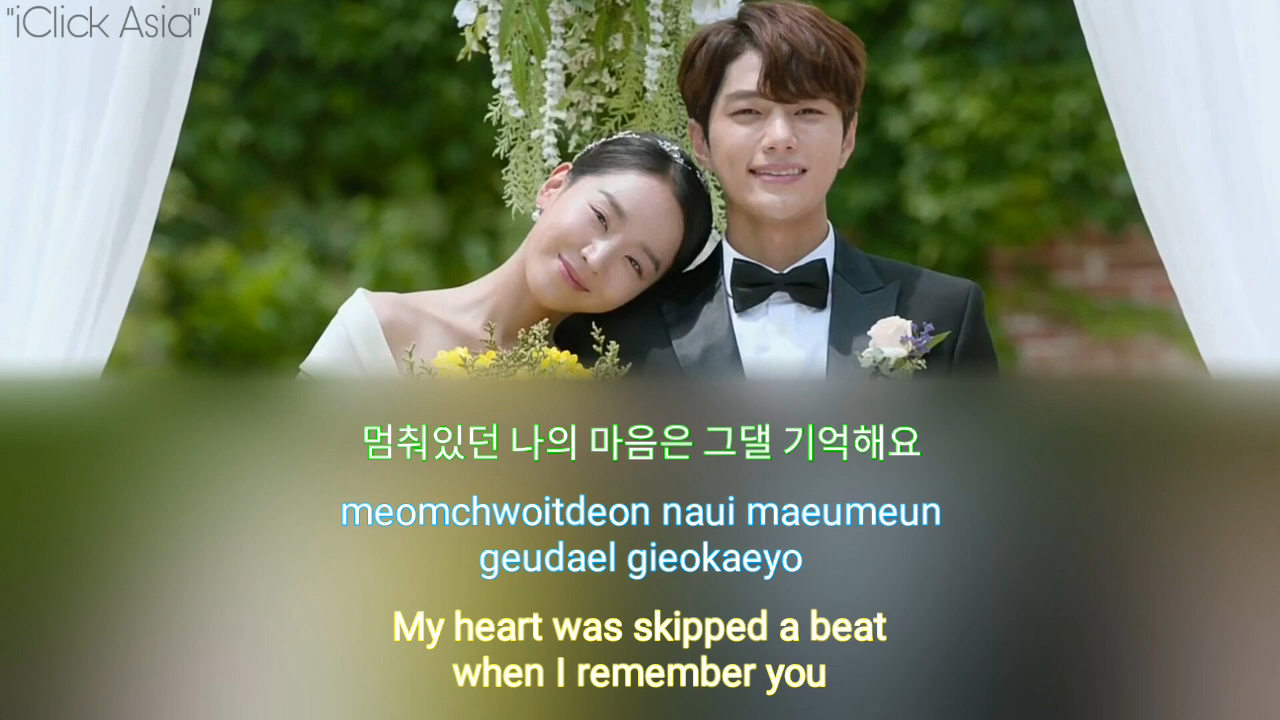 "iClick Asia"
멈춰있던 나의 마음은 그댈 기억해요
meomchwoitdeon naui maeumeun
geudael gieokaeyo
My heart was skipped a beat
when I remember you